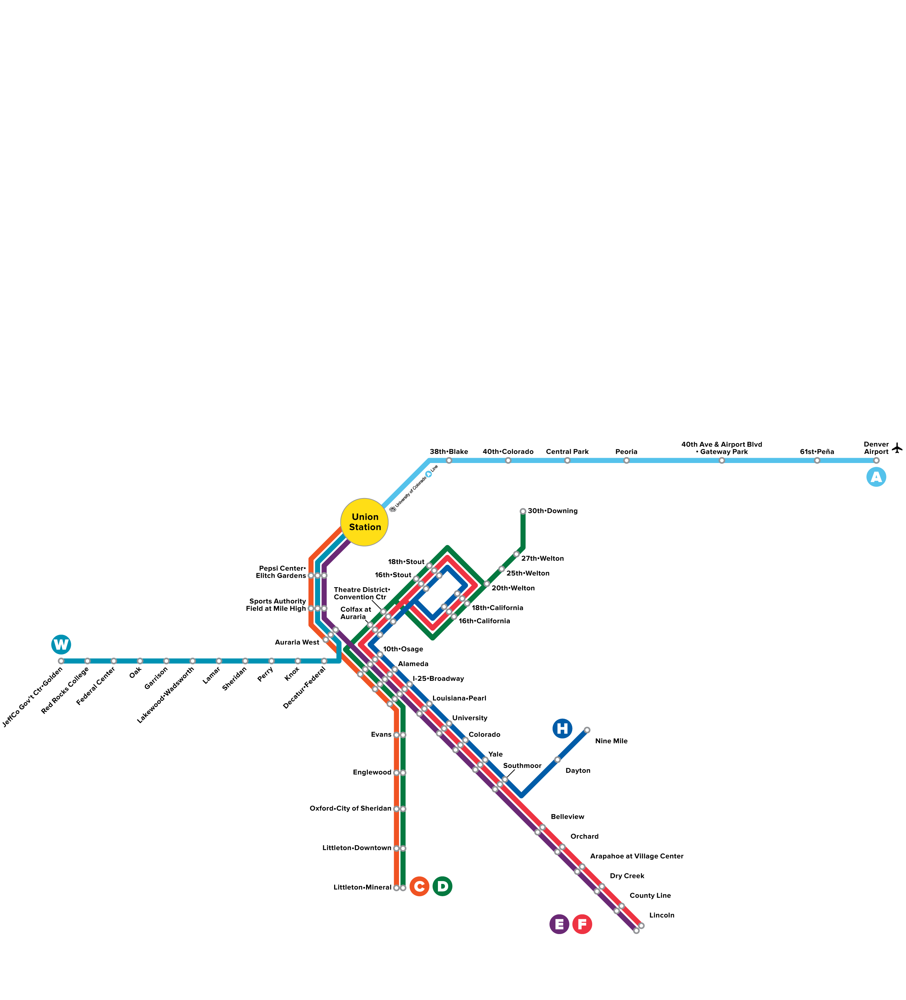 38th•Blake
40th•Colorado
Central Park
Peoria
40th Ave & Airport Blvd
• Gateway Park
61st•Peña
Denver
Airport
A
University of Colorado A Line
Union
Station
30th•Downing
27th•Welton
25th•Welton
20th•Welton
18th•Stout
16th•Stout
Theatre District•
Convention Ctr
Colfax at
Auraria
18th•California
16th•California
Pepsi Center•
Elitch Gardens
Sports Authority
Field at Mile High
Auraria West
W
JeffCo Gov't Ctr•Golden
Red Rocks College
Federal Center
Oak
Garrison
Lakewood•Wadsworth
Lamar
Sheridan
Perry
Knox
Decatur•Federal
10th•Osage
Alameda
I-25•Broadway
Louisiana•Pearl
University
Colorado
Yale
Southmoor
H
Nine Mile
Dayton
Evans
Englewood
Oxford•City of Sheridan
Littleton•Downtown
Littleton•Mineral
C
D
Belleview
Orchard
Arapahoe at Village Center
Dry Creek
County Line
Lincoln
E
F